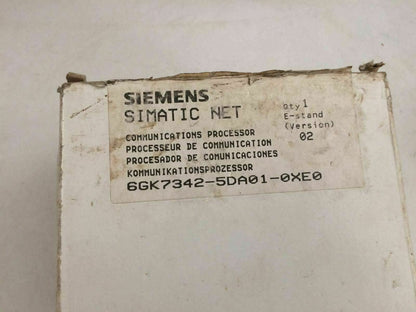 SIEMENS
SIMATIC NET
Qty 1
E-stand
(Version)
02
COMMUNICATIONS PROCESSOR
PROCESSEUR DE COMMUNICATION
PROCESADOR DE COMUNICACIONES
KOMMUNIKATIONSPROZESSOR
6GK7342-5DA01-0XE0